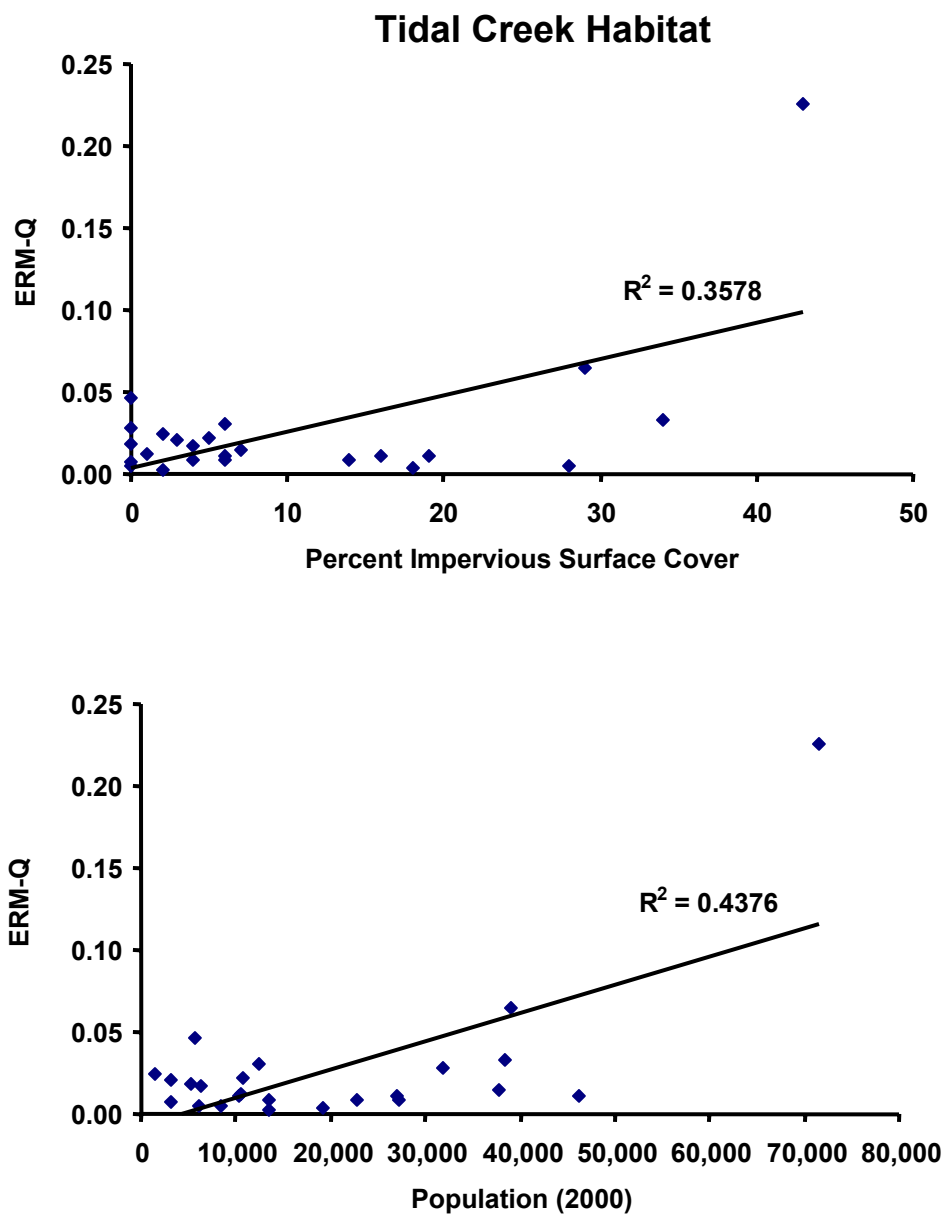 Tidal Creek Habitat
0.25
0.20
0.15
0.10
0.05
0.00
ERM-Q
R² = 0.3578
0 10 20 30 40 50
Percent Impervious Surface Cover
0.25
0.20
0.15
0.10
0.05
0.00
ERM-Q
R² = 0.4376
0 10,000 20,000 30,000 40,000 50,000 60,000 70,000 80,000
Population (2000)